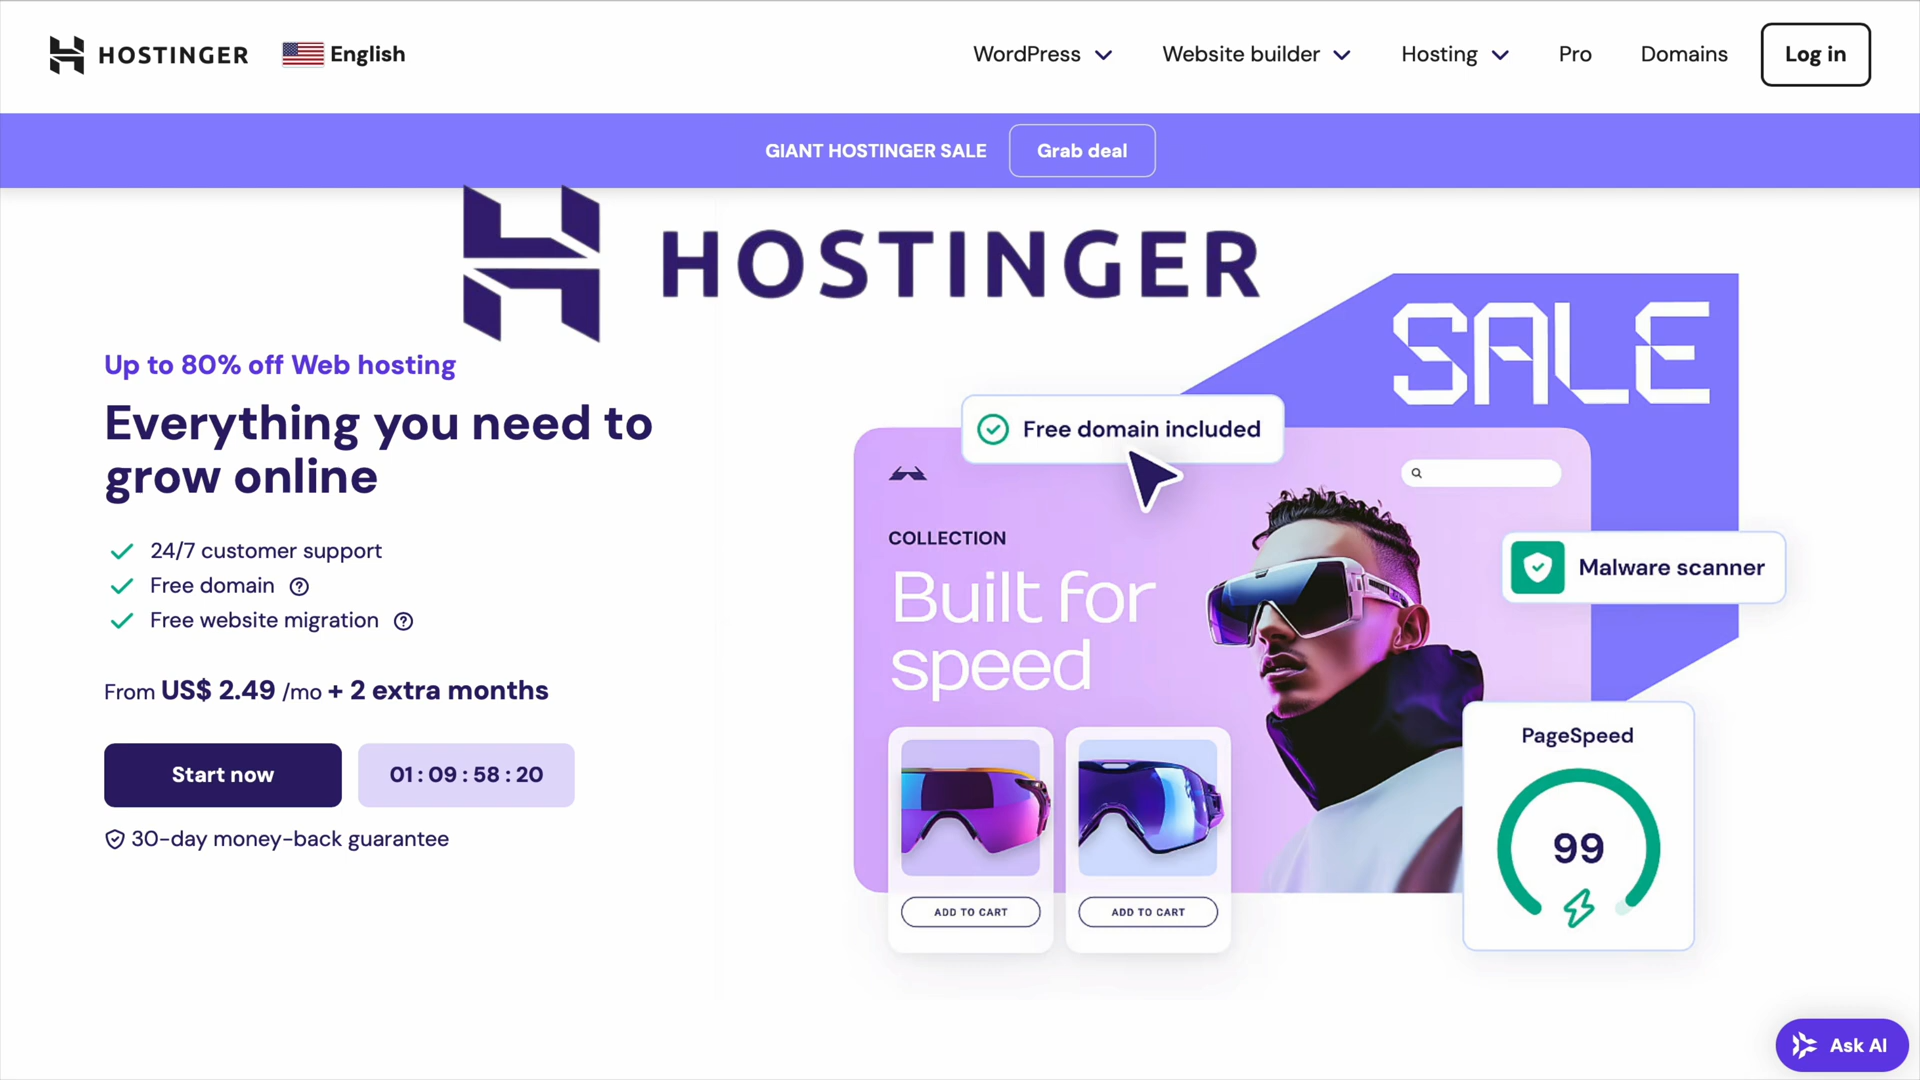 HOSTINGER
English
WordPress
Website builder
Hosting
Pro
Domains
Log in
GIANT HOSTINGER SALE
Grab deal
HOSTINGER
SALE
Up to 80% off Web hosting
Everything you need to
grow online
24/7 customer support
Free domain
Free website migration
From US$ 2.49 /mo + 2 extra months
Start now
01 : 09 : 58 : 20
30-day money-back guarantee
Free domain included
COLLECTION
Built for
speed
ADD TO CART
ADD TO CART
Malware scanner
PageSpeed
99
Ask AI